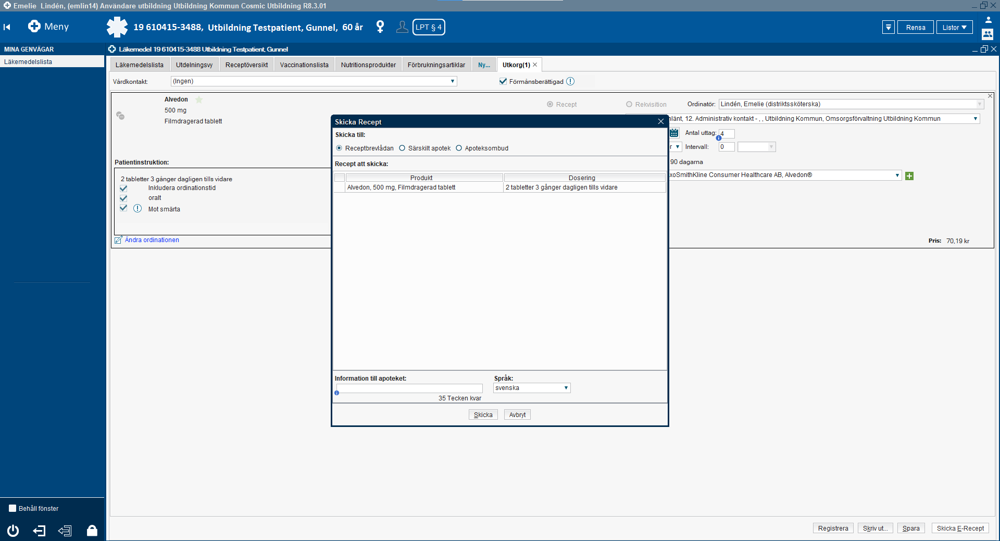 Emelie Lindén, (emlin14) Användare utbildning Utbildning Kommun Cosmic Utbildning R8.3.01
Meny
19 610415-3488, Utbildning Testpatient, Gunnel, 60 år
LPT § 4
Rensa
Listor
MINA GENVÄGAR
Läkemedelslista
Läkemedel 19 610415-3488 Utbildning Testpatient, Gunnel
Läkemedelslista Utdelningsvy Receptöversikt Vaccinationslista Nutritionsprodukter Förbrukningsartiklar Ny... Utkorg(1)
Vårdkontakt: (Ingen) Förmånsberättigad
Alvedon
500 mg
Filmdragerad tablett
Recept Rekvisition Ordinatör: Lindén, Emelie (distriktssköterska)
länt, 12. Administrativ kontakt - , , Utbildning Kommun, Omsorgsförvaltning Utbildning Kommun
Antal uttag: 4
r Intervall: 0
90 dagarna
xoSmithKline Consumer Healthcare AB, Alvedon®
Patientinstruktion:
2 tabletter 3 gånger dagligen tills vidare
Inkludera ordinationstid
oralt
Mot smärta
Ändra ordinationen
Pris: 70,19 kr
Skicka Recept
Skicka till:
Receptbrevlådan Särskilt apotek Apoteksombud
Recept att skicka:
Produkt Dosering
Alvedon, 500 mg, Filmdragerad tablett 2 tabletter 3 gånger dagligen tills vidare
Information till apoteket: Språk:
svenska
35 Tecken kvar
Skicka Avbryt
Behåll fönster
Registrera Skriv ut... Spara Skicka E-Recept